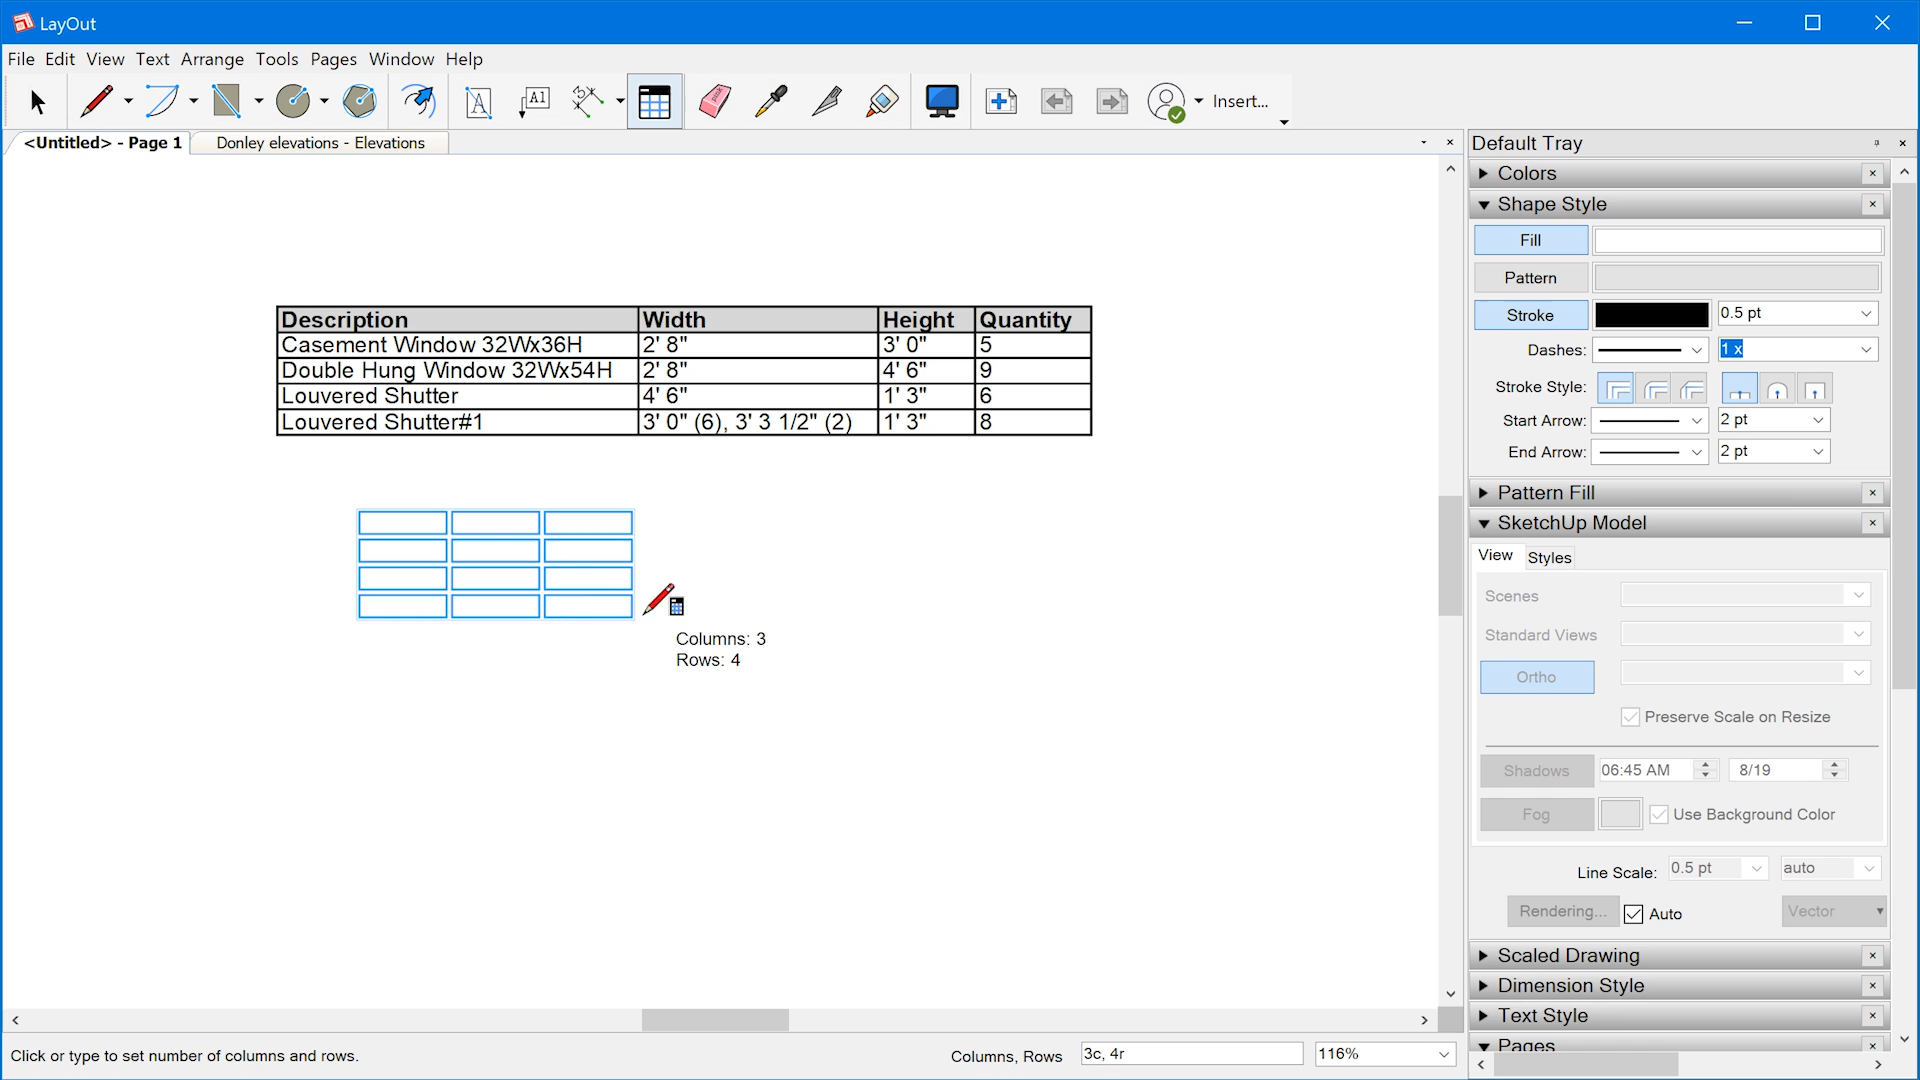 LayOut
File Edit View Text Arrange Tools Pages Window Help
A1
Insert...
<Untitled> - Page 1
Donley elevations - Elevations
Default Tray
Colors
Shape Style
Fill
Pattern
Stroke
0.5 pt
Dashes:
1 x
Stroke Style:
Start Arrow:
2 pt
End Arrow:
2 pt
Description Width Height Quantity
Casement Window 32Wx36H 2' 8" 3' 0" 5
Double Hung Window 32Wx54H 2' 8" 4' 6" 9
Louvered Shutter 4' 6" 1' 3" 6
Louvered Shutter#1 3' 0" (6), 3' 3 1/2" (2) 1' 3" 8
Columns: 3
Rows: 4
Pattern Fill
SketchUp Model
View Styles
Scenes
Standard Views
Ortho
Preserve Scale on Resize
Shadows 06:45 AM 8/19
Fog Use Background Color
Line Scale: 0.5 pt auto
Rendering... Auto Vector
Scaled Drawing
Dimension Style
Text Style
Pages
Click or type to set number of columns and rows.
Columns, Rows 3c, 4r 116%